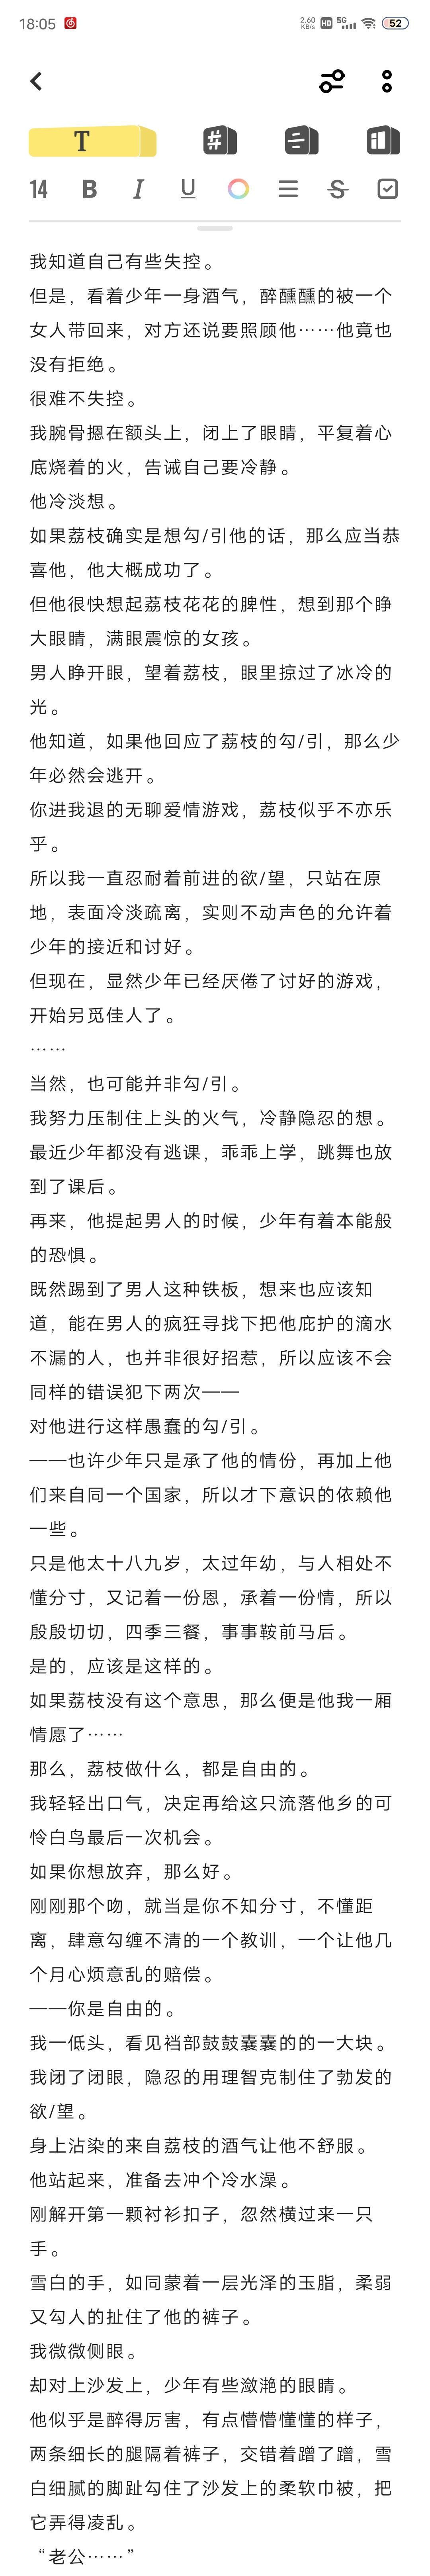 18:05
2.60 KB/s HD 5G 52
T # 
14 B I U S
我知道自己有些失控。
但是，看着少年一身酒气，醉醺醺的被一个
女人带回来，对方还说要照顾他……他竟也
没有拒绝。
很难不失控。
我腕骨摁在额头上，闭上了眼睛，平复着心
底烧着的火，告诫自己要冷静。
他冷淡想。
如果荔枝确实是想勾/引他的话，那么应当恭
喜他，他大概成功了。
但他很快想起荔枝花花的脾性，想到那个睁
大眼睛，满眼震惊的女孩。
男人睁开眼，望着荔枝，眼里掠过了冰冷的
光。
他知道，如果他回应了荔枝的勾/引，那么少
年必然会逃开。
你进我退的无聊爱情游戏，荔枝似乎不亦乐
乎。
所以我一直忍耐着前进的欲/望，只站在原
地，表面冷淡疏离，实则不动声色的允许着
少年的接近和讨好。
但现在，显然少年已经厌倦了讨好的游戏，
开始另觅佳人了。
……
当然，也可能并非勾/引。
我努力压制住上头的火气，冷静隐忍的想。
最近少年都没有逃课，乖乖上学，跳舞也放
到了课后。
再来，他提起男人的时候，少年有着本能般
的恐惧。
既然踢到了男人这种铁板，想来也应该知
道，能在男人的疯狂寻找下把他庇护的滴水
不漏的人，也并非很好招惹，所以应该不会
同样的错误犯下两次——
对他进行这样愚蠢的勾/引。
——也许少年只是承了他的情份，再加上他
们来自同一个国家，所以才下意识的依赖他
一些。
只是他太十八九岁，太过年幼，与人相处不
懂分寸，又记着一份恩，承着一份情，所以
殷殷切切，四季三餐，事事鞍前马后。
是的，应该是这样的。
如果荔枝没有这个意思，那么便是他我一厢
情愿了……
那么，荔枝做什么，都是自由的。
我轻轻出口气，决定再给这只流落他乡的可
怜白鸟最后一次机会。
如果你想放弃，那么好。
刚刚那个吻，就当是你不知分寸，不懂距
离，肆意勾缠不清的一个教训，一个让他几
个月心烦意乱的赔偿。
——你是自由的。
我一低头，看见裆部鼓鼓囊囊的的一大块。
我闭了闭眼，隐忍的用理智克制住了勃发的
欲/望。
身上沾染的来自荔枝的酒气让他不舒服。
他站起来，准备去冲个冷水澡。
刚解开第一颗衬衫扣子，忽然横过来一只
手。
雪白的手，如同蒙着一层光泽的玉脂，柔弱
又勾人的扯住了他的裤子。
我微微侧眼。
却对上沙发上，少年有些潋滟的眼睛。
他似乎是醉得厉害，有点懵懵懂懂的样子，
两条细长的腿隔着裤子，交错着蹭了蹭，雪
白细腻的脚趾勾住了沙发上的柔软巾被，把
它弄得凌乱。
“老公……”